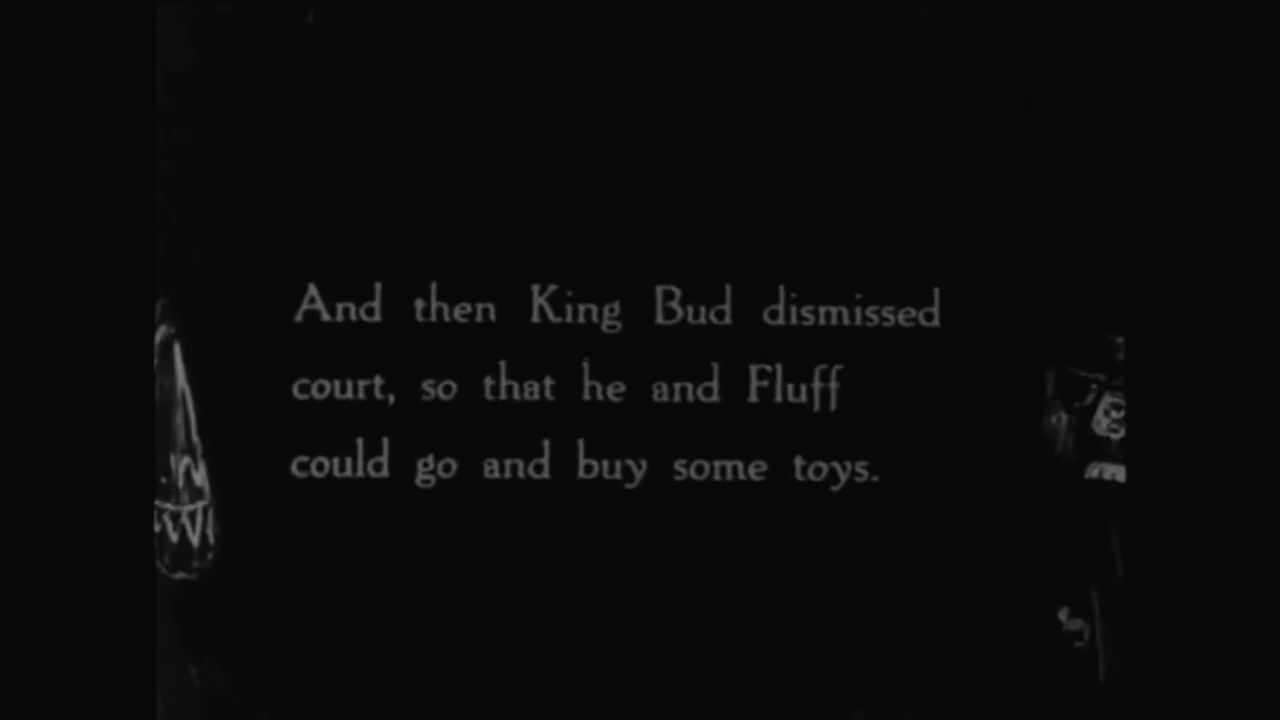 And then King Bud dismissed
court, so that he and Fluff
could go and buy some toys.